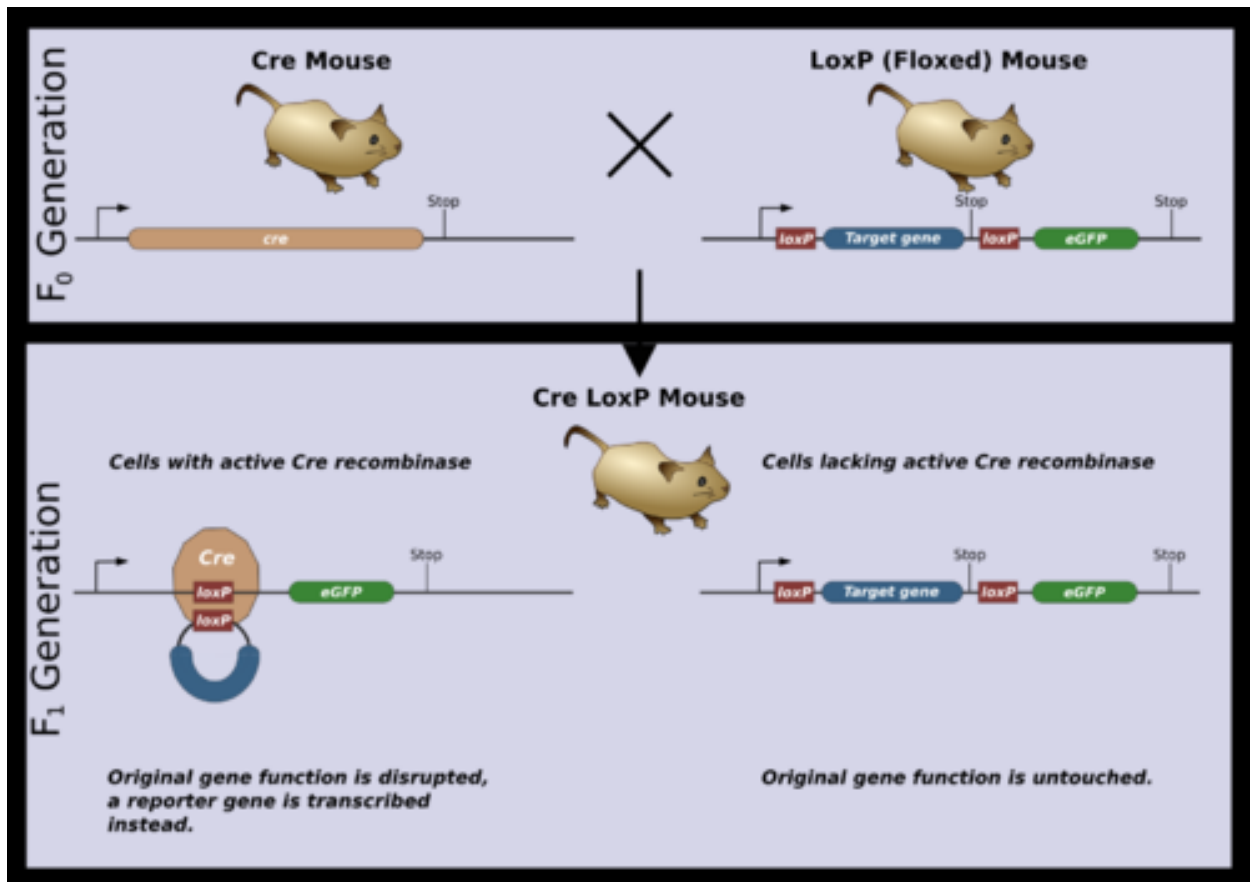 F0 Generation
Cre Mouse
LoxP (Floxed) Mouse
Stop
cre
Stop
Stop
loxP
Target gene
loxP
eGFP
F1 Generation
Cre LoxP Mouse
Cells with active Cre recombinase
Cells lacking active Cre recombinase
Cre
Stop
loxP
eGFP
loxP
Stop
Stop
loxP
Target gene
loxP
eGFP
Original gene function is disrupted,
a reporter gene is transcribed
instead.
Original gene function is untouched.